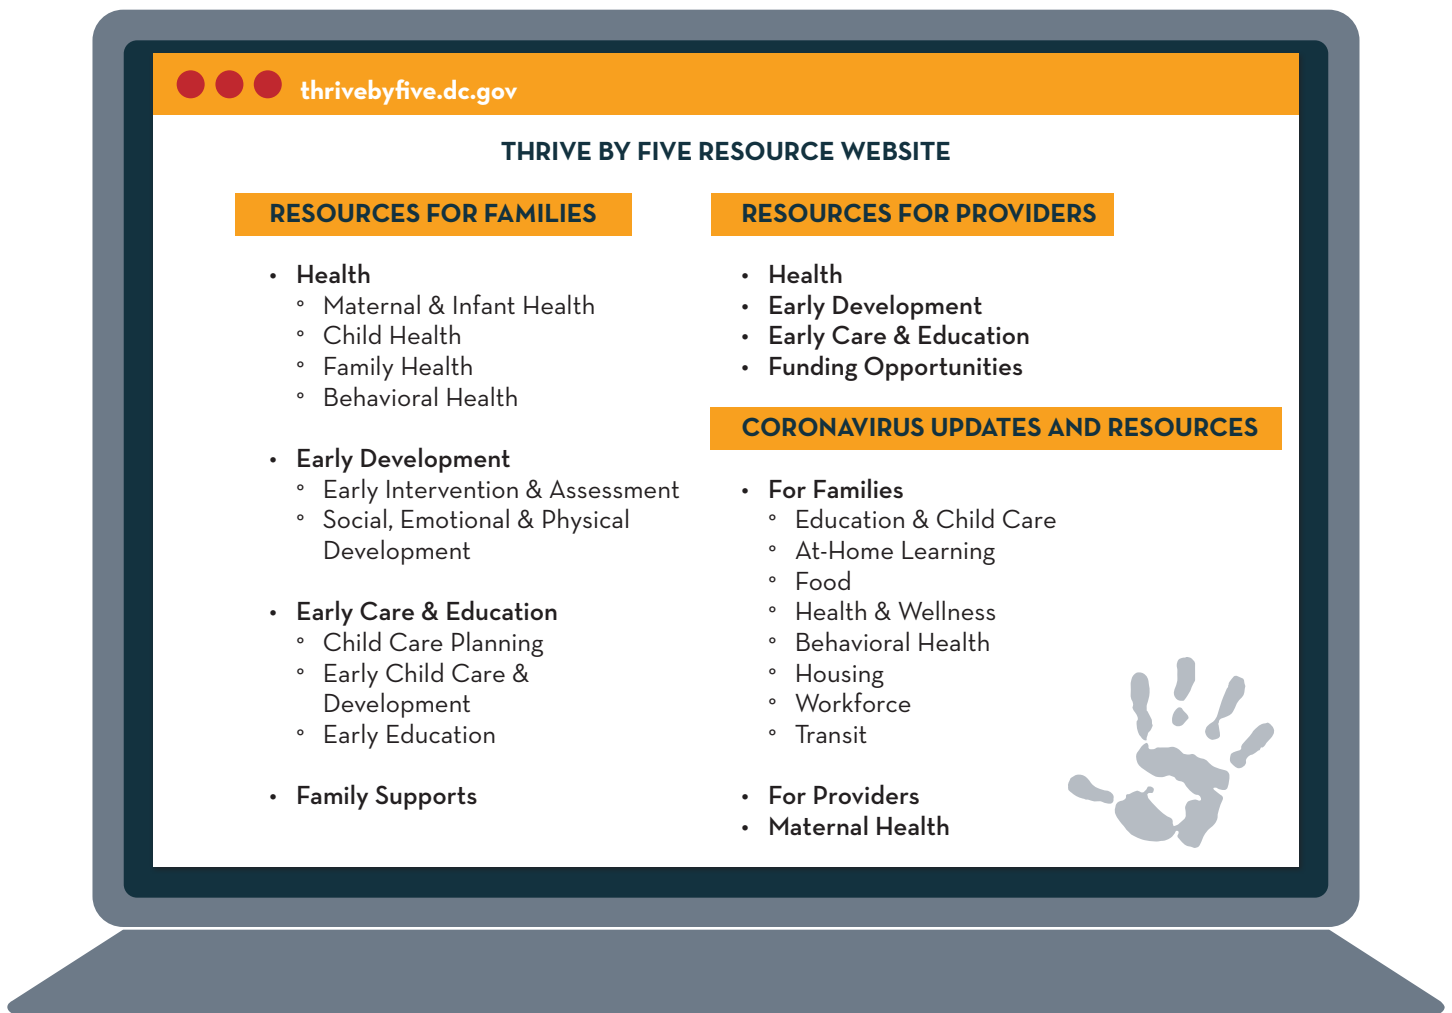 thrivebyfive.dc.gov
THRIVE BY FIVE RESOURCE WEBSITE
RESOURCES FOR FAMILIES
• Health
° Maternal & Infant Health
° Child Health
° Family Health
° Behavioral Health
• Early Development
° Early Intervention & Assessment
° Social, Emotional & Physical
Development
• Early Care & Education
° Child Care Planning
° Early Child Care &
Development
° Early Education
• Family Supports
RESOURCES FOR PROVIDERS
• Health
• Early Development
• Early Care & Education
• Funding Opportunities
CORONAVIRUS UPDATES AND RESOURCES
• For Families
° Education & Child Care
° At-Home Learning
° Food
° Health & Wellness
° Behavioral Health
° Housing
° Workforce
° Transit
• For Providers
• Maternal Health